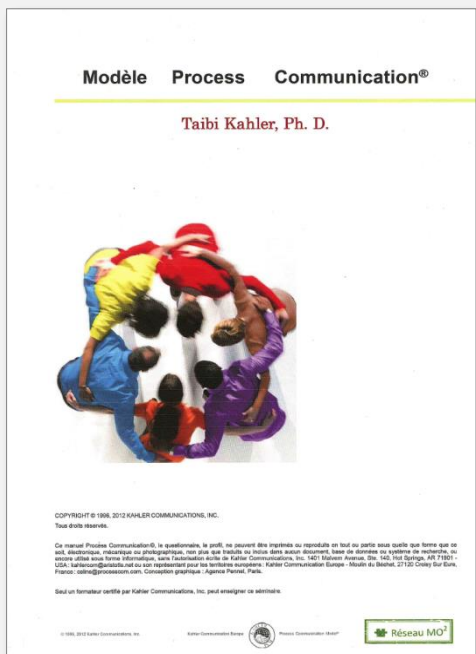 Modèle Process Communication®
Taibi Kahler, Ph. D.
COPYRIGHT © 1996, 2012 KAHLER COMMUNICATIONS, INC.
Tous droits réservés.
Ce manuel Process Communication®, le questionnaire, le profil, ne peuvent être imprimés ou reproduits en tout ou partie sous quelle que forme que ce
soit, électronique, mécanique ou photographique, non plus que traduits ou inclus dans aucun document, base de données ou système de recherche, ou
encore utilisé sous forme informatique, sans l'autorisation écrite de Kahler Communications, Inc. 1401 Malvern Avenue, Ste. 140, Hot Springs, AR 71901 -
USA: kahlercom@aristotle.net ou son représentant pour les territoires européens: Kahler Communication Europe - Moulin du Béchet, 27120 Croisy Sur Eure,
France: celine@processcom.com. Conception graphique: Agence Pennel, Paris.
Seul un formateur certifié par Kahler Communications, Inc. peut enseigner ce séminaire.
© 1996, 2012 Kahler Communications, Inc. Kahler Communication Europe Process Communication Model®
Réseau MO²